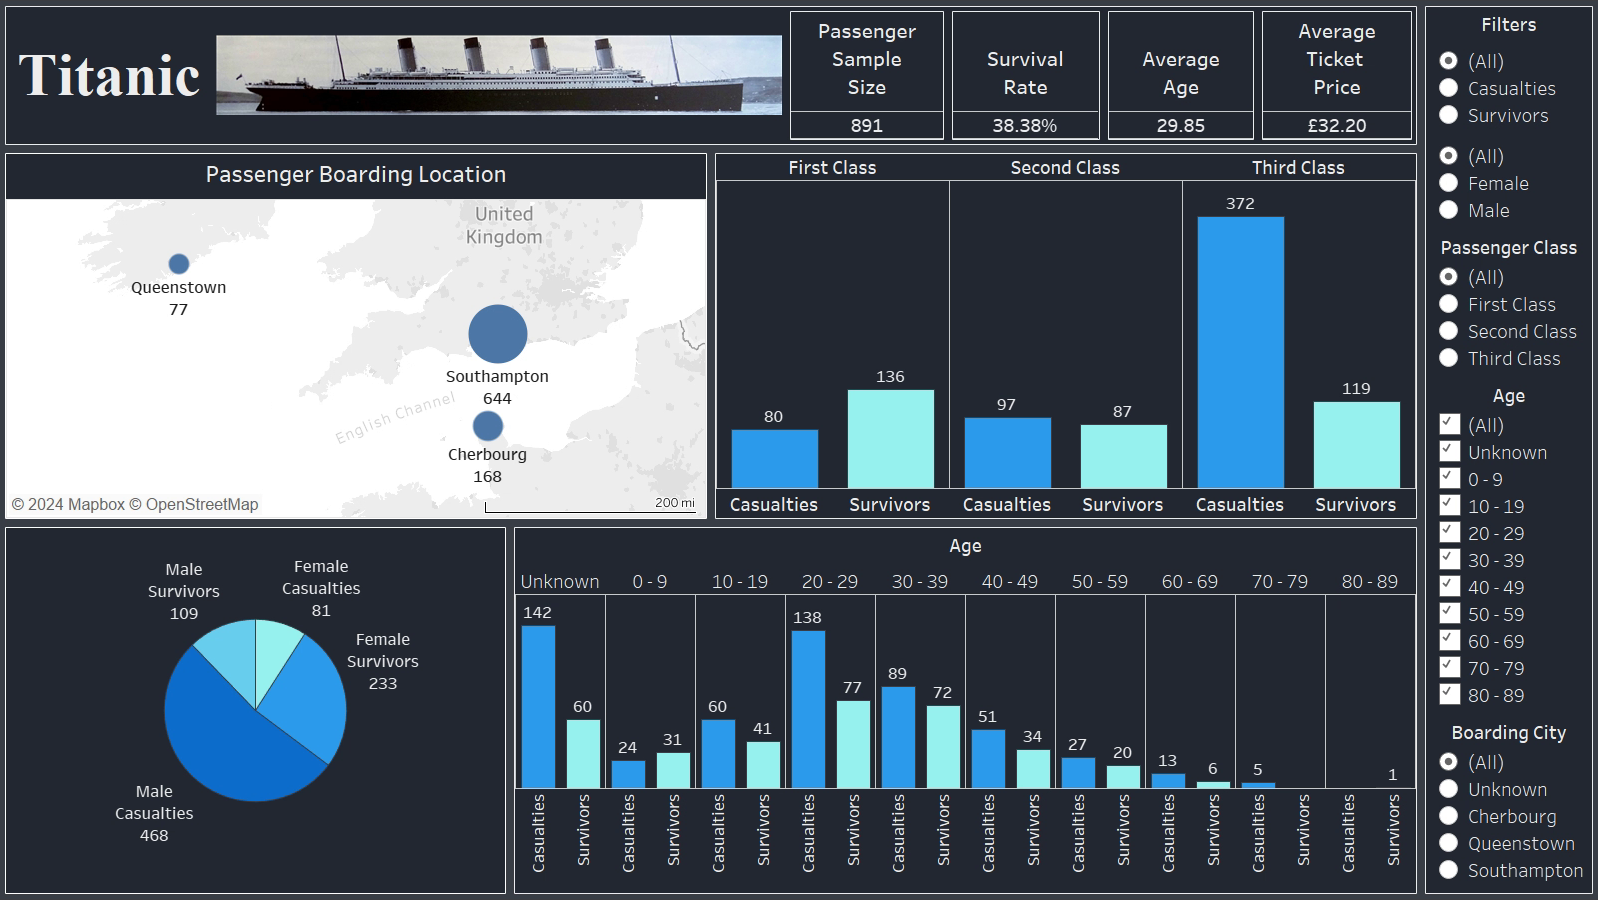 Titanic
Passenger
Sample
Size
891
Survival
Rate
38.38%
Average
Age
29.85
Average
Ticket
Price
£32.20
Passenger Boarding Location
United
Kingdom
Queenstown
77
Southampton
644
English Channel
Cherbourg
168
© 2024 Mapbox © OpenStreetMap
200 mi
First Class
Second Class
Third Class
80
136
97
87
372
119
Casualties
Survivors
Casualties
Survivors
Casualties
Survivors
Male
Survivors
109
Female
Casualties
81
Female
Survivors
233
Male
Casualties
468
Age
Unknown
0 - 9
10 - 19
20 - 29
30 - 39
40 - 49
50 - 59
60 - 69
70 - 79
80 - 89
142
60
24
31
60
41
138
77
89
72
51
34
27
20
13
6
5
1
Casualties
Survivors
Casualties
Survivors
Casualties
Survivors
Casualties
Survivors
Casualties
Survivors
Casualties
Survivors
Casualties
Survivors
Casualties
Survivors
Casualties
Survivors
Casualties
Survivors
Filters
(All)
Casualties
Survivors
(All)
Female
Male
Passenger Class
(All)
First Class
Second Class
Third Class
Age
(All)
Unknown
0 - 9
10 - 19
20 - 29
30 - 39
40 - 49
50 - 59
60 - 69
70 - 79
80 - 89
Boarding City
(All)
Unknown
Cherbourg
Queenstown
Southampton